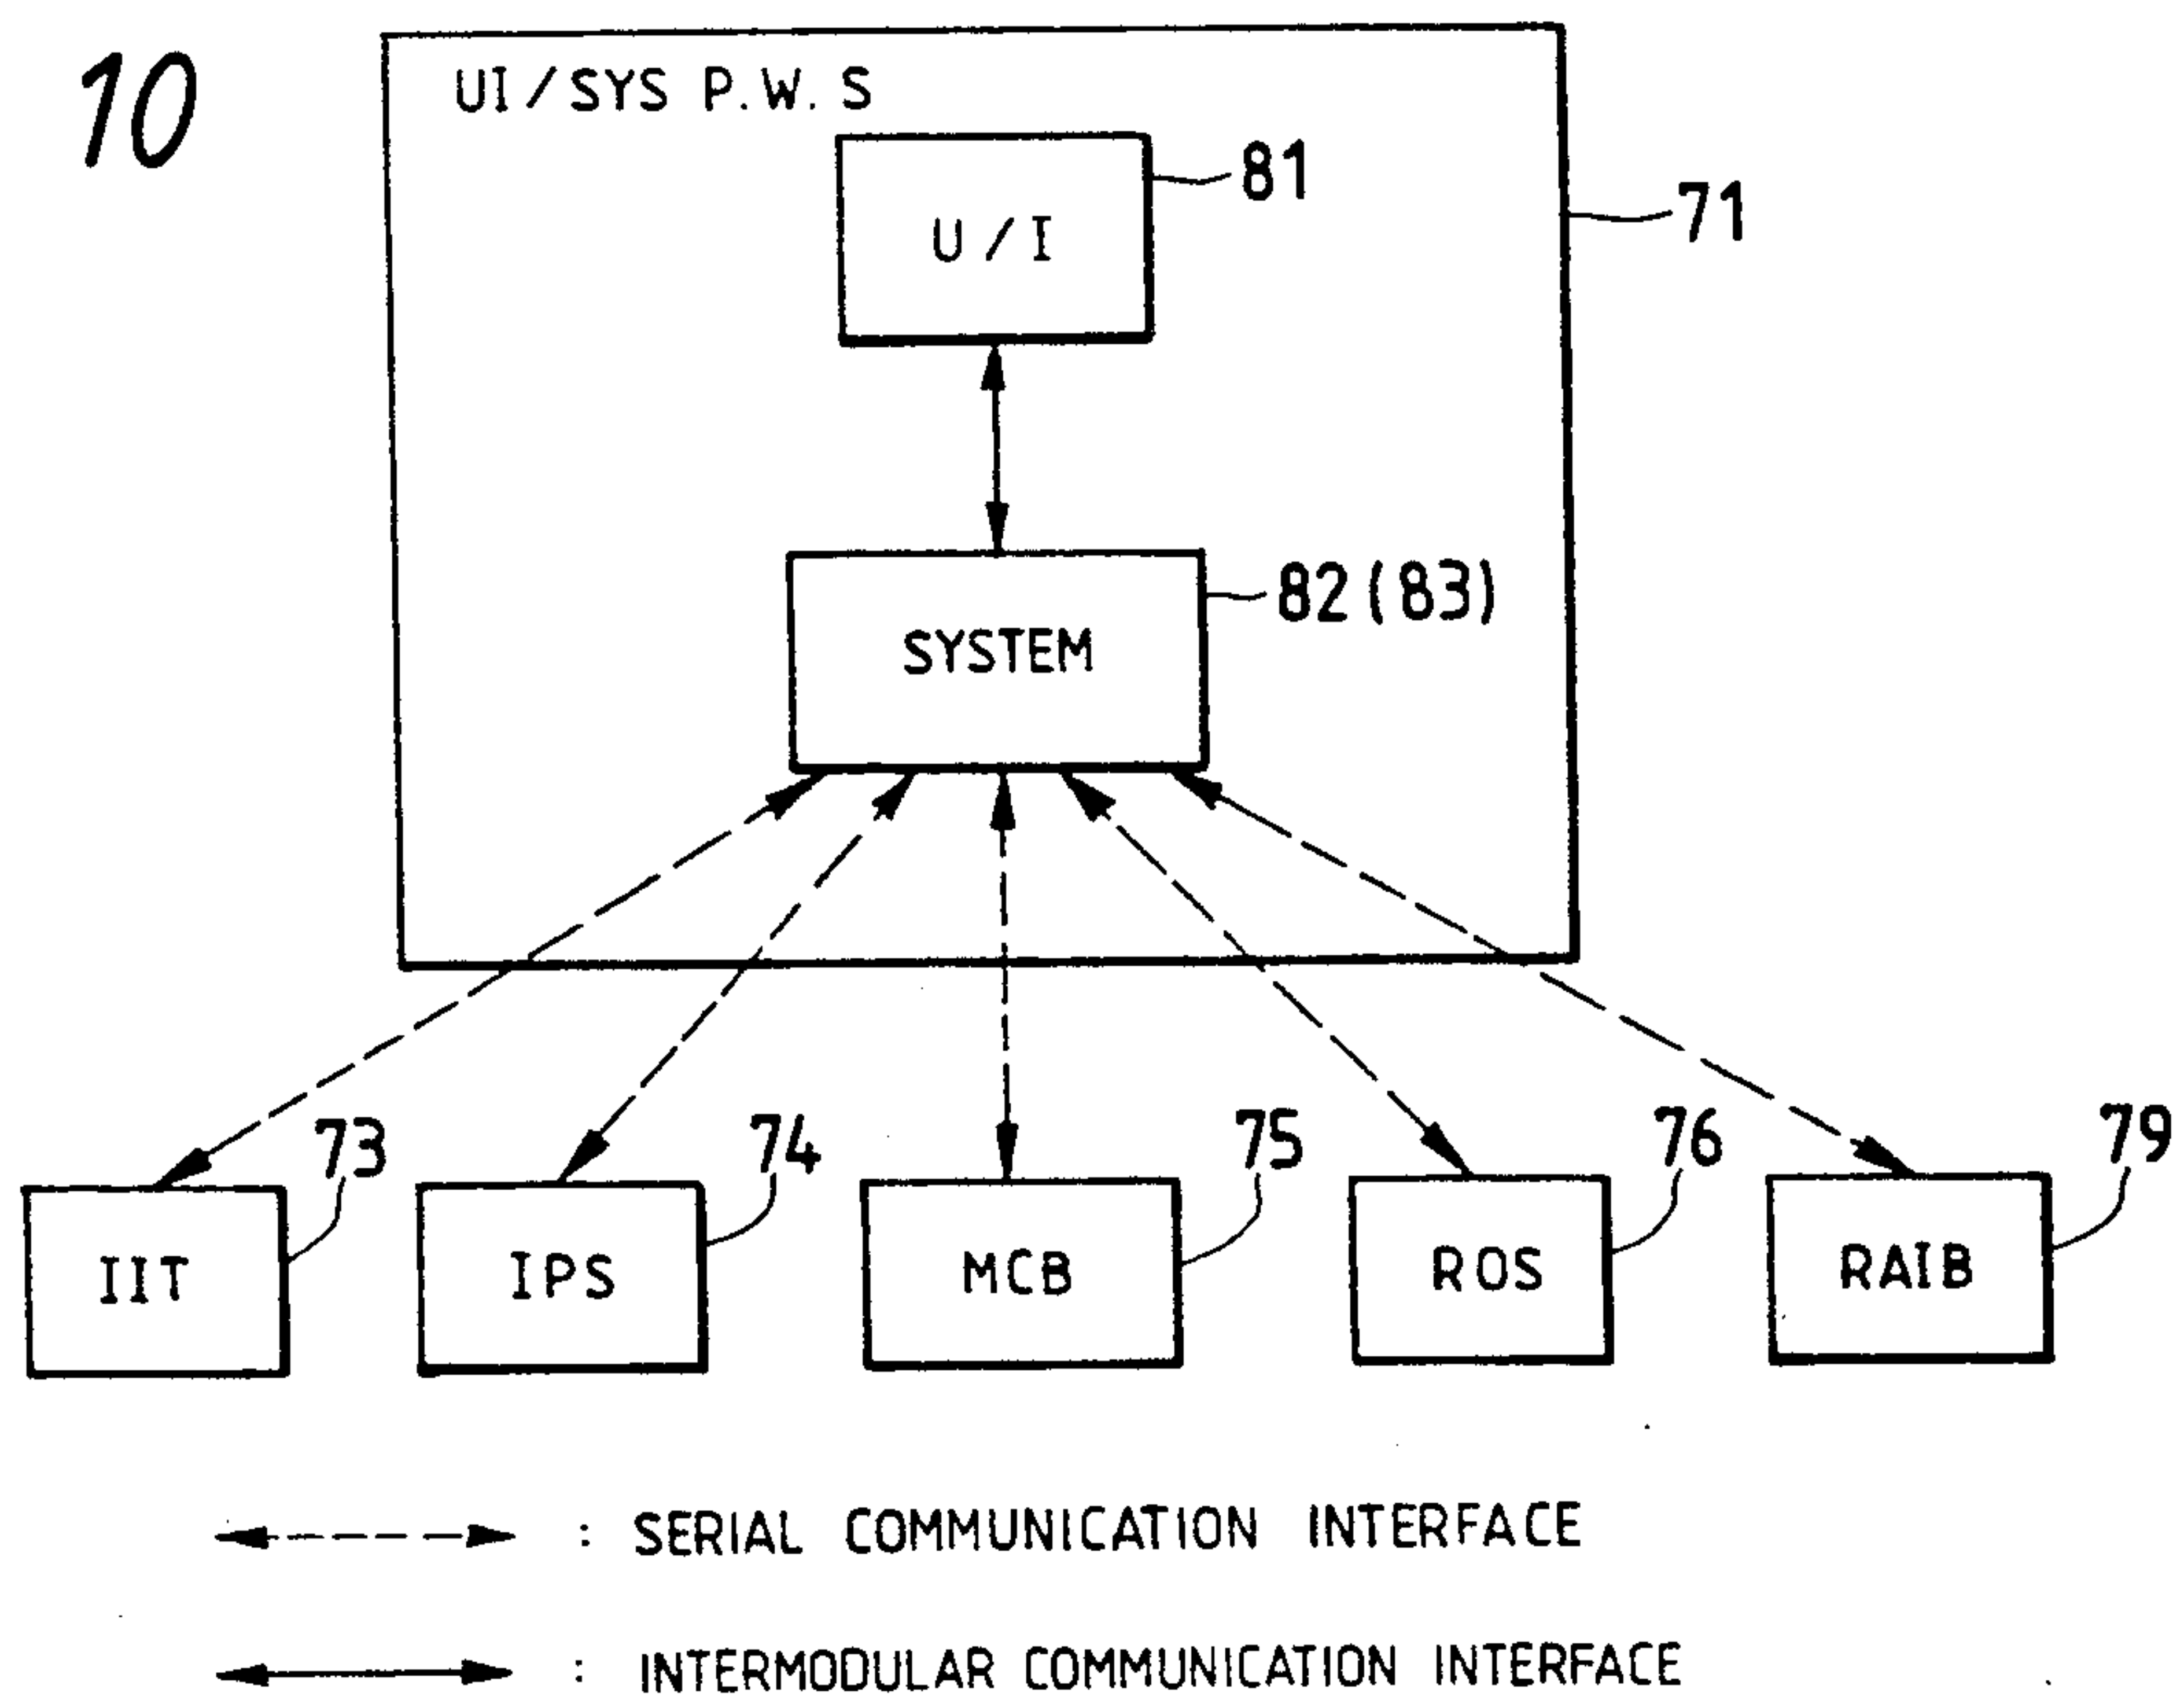 10
UI/SYS P.W.S
81
71
U/I
82(83)
SYSTEM
73
74
75
76
79
IIT
IPS
MCB
ROS
RAIB
: SERIAL COMMUNICATION INTERFACE
: INTERMODULAR COMMUNICATION INTERFACE